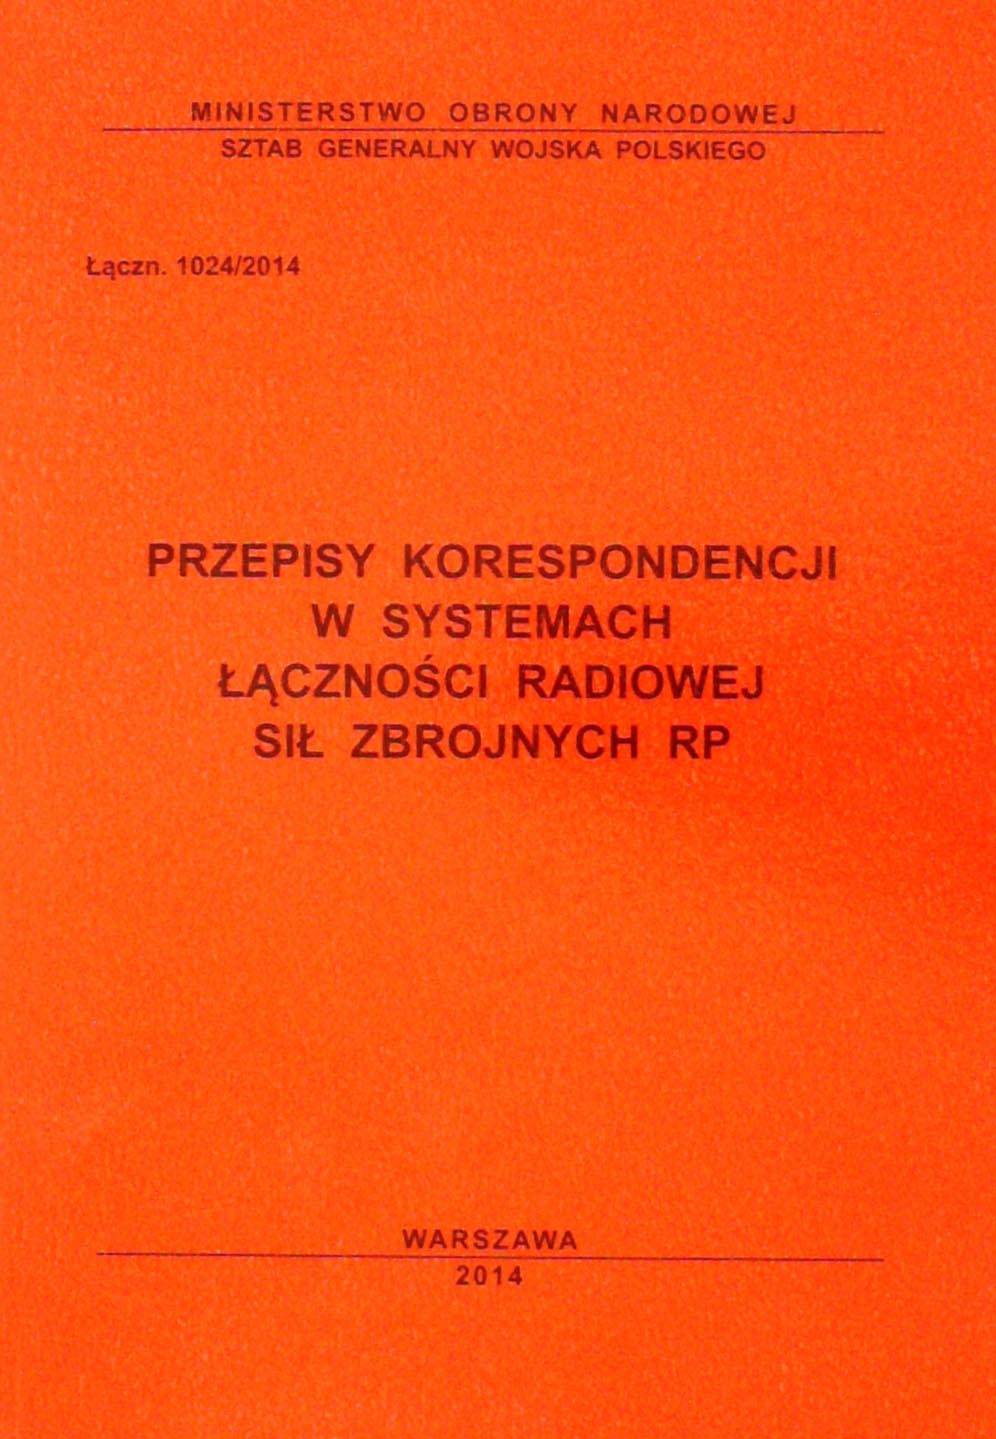 MINISTERSTWO OBRONY NARODOWEJ
SZTAB GENERALNY WOJSKA POLSKIEGO
Łączn. 1024/2014
PRZEPISY KORESPONDENCJI
W SYSTEMACH
ŁĄCZNOŚCI RADIOWEJ
SIŁ ZBROJNYCH RP
WARSZAWA
2014